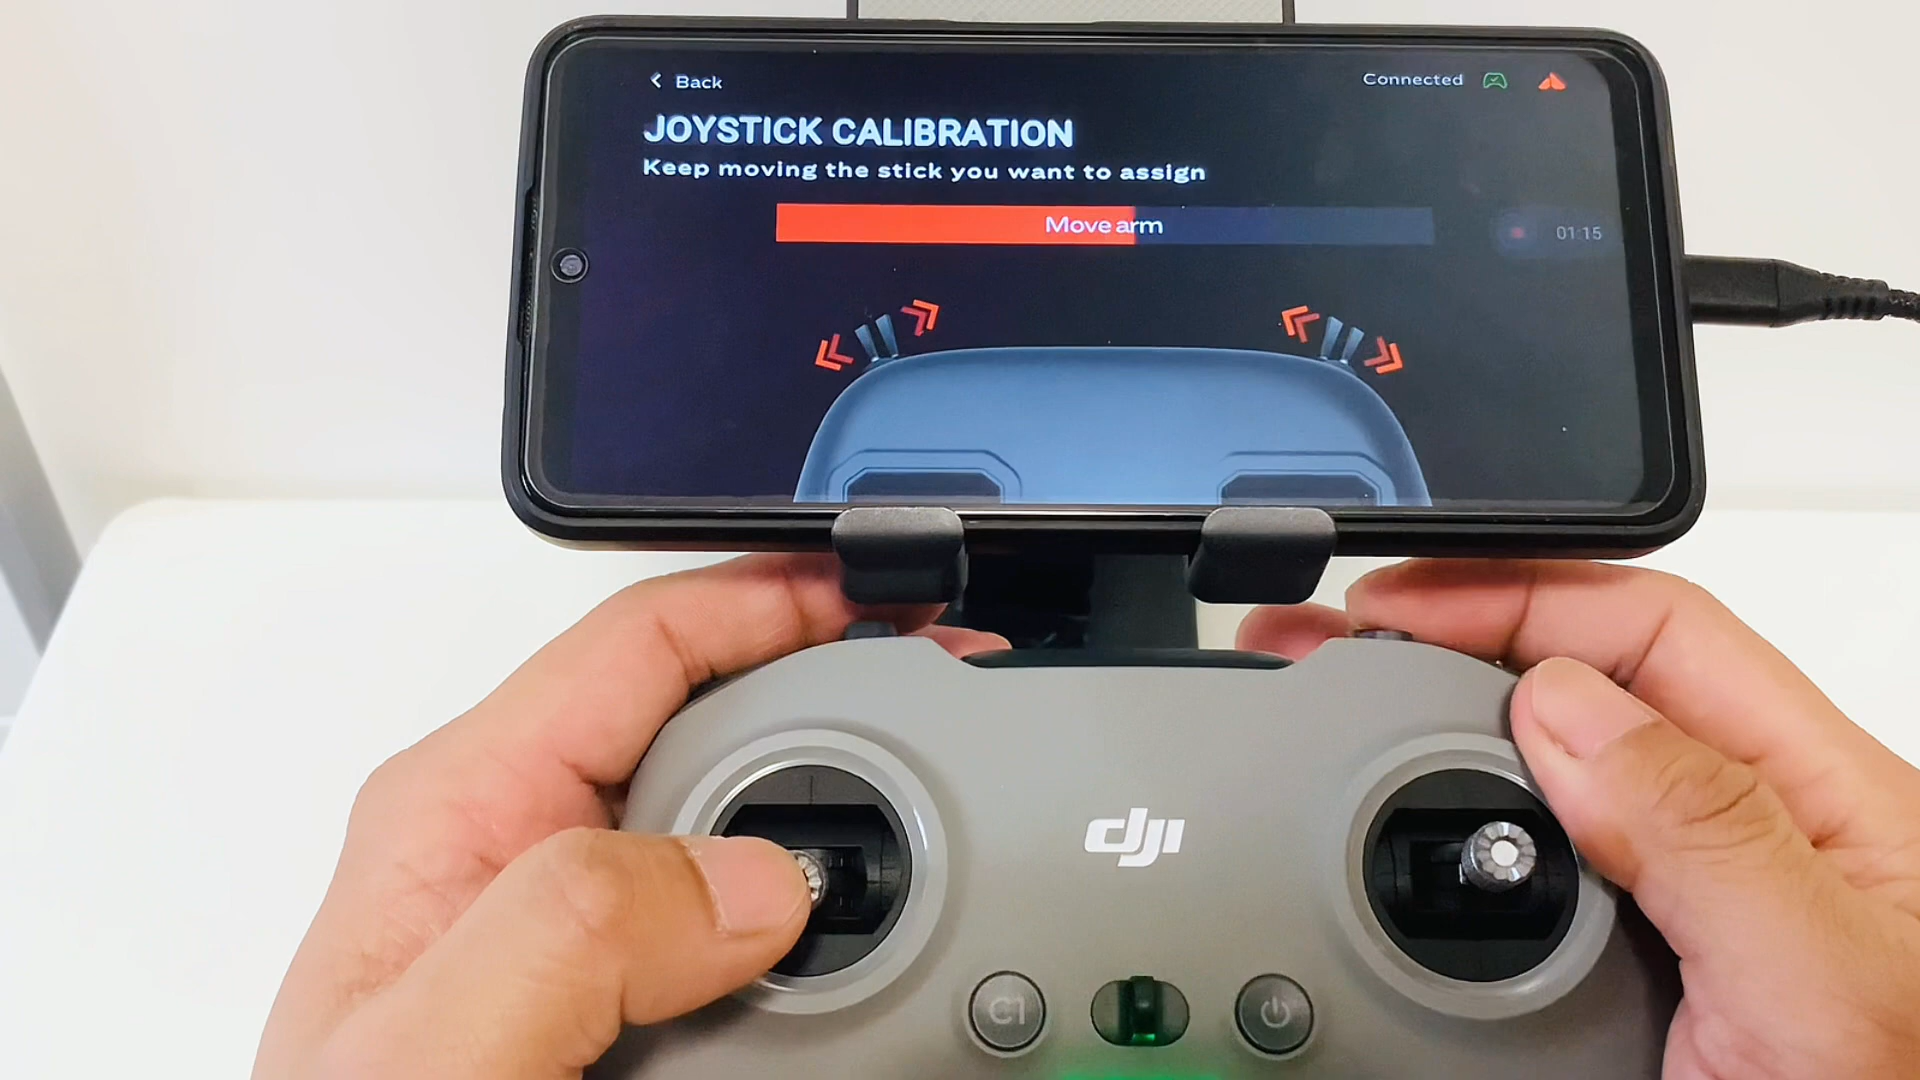 Back
Connected
JOYSTICK CALIBRATION
Keep moving the stick you want to assign
Move arm
01:15
dji
C1